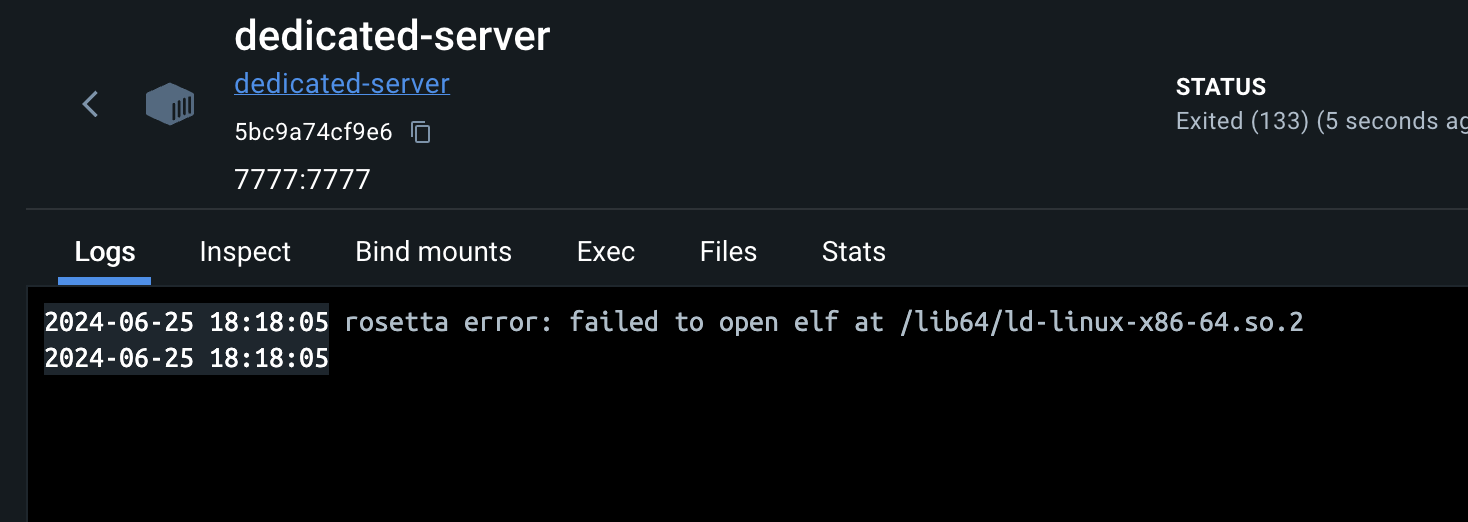 dedicated-server
dedicated-server
5bc9a74cf9e6
7777:7777
STATUS
Exited (133) (5 seconds ag
Logs Inspect Bind mounts Exec Files Stats
2024-06-25 18:18:05 rosetta error: failed to open elf at /lib64/ld-linux-x86-64.so.2
2024-06-25 18:18:05